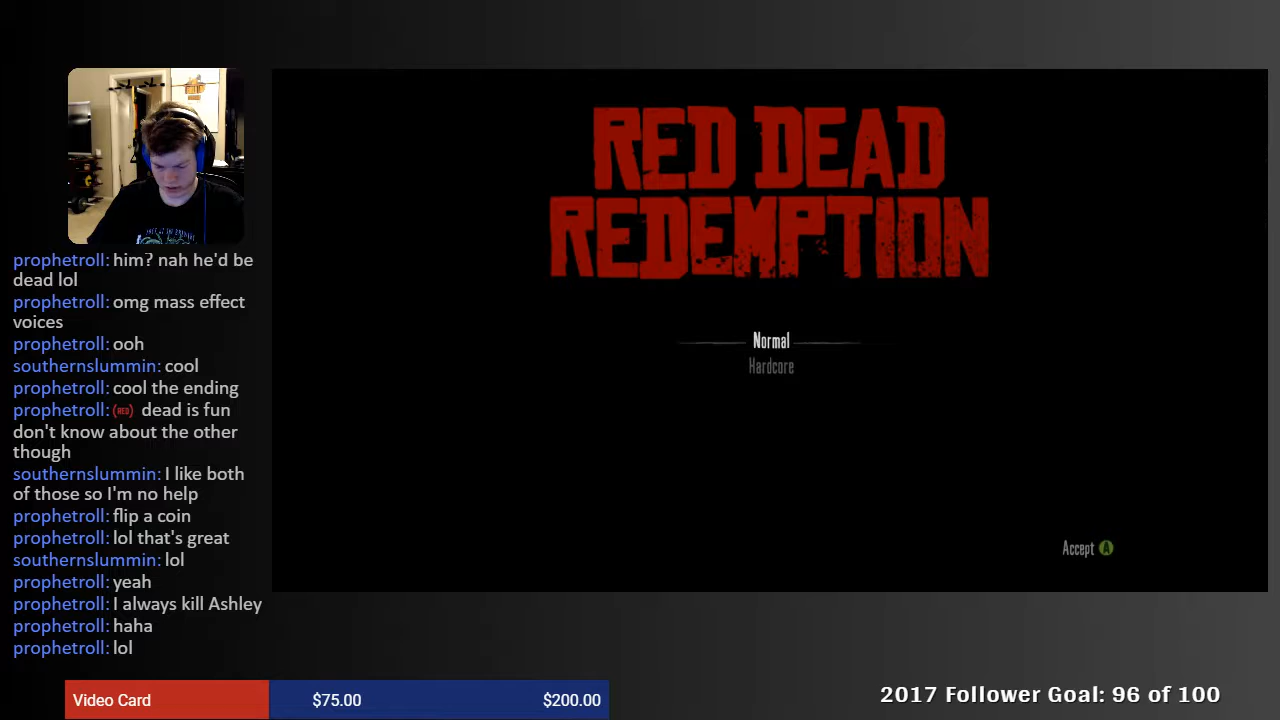 prophetroll: him? nah he'd be
dead lol
prophetroll: omg mass effect
voices
prophetroll: ooh
southernslummin: cool
prophetroll: cool the ending
prophetroll: (RED) dead is fun
don't know about the other
though
southernslummin: I like both
of those so I'm no help
prophetroll: flip a coin
prophetroll: lol that's great
southernslummin: lol
prophetroll: yeah
prophetroll: I always kill Ashley
prophetroll: haha
prophetroll: lol
RED DEAD
REDEMPTION
Normal
Hardcore
Accept A
Video Card $75.00 $200.00
2017 Follower Goal: 96 of 100